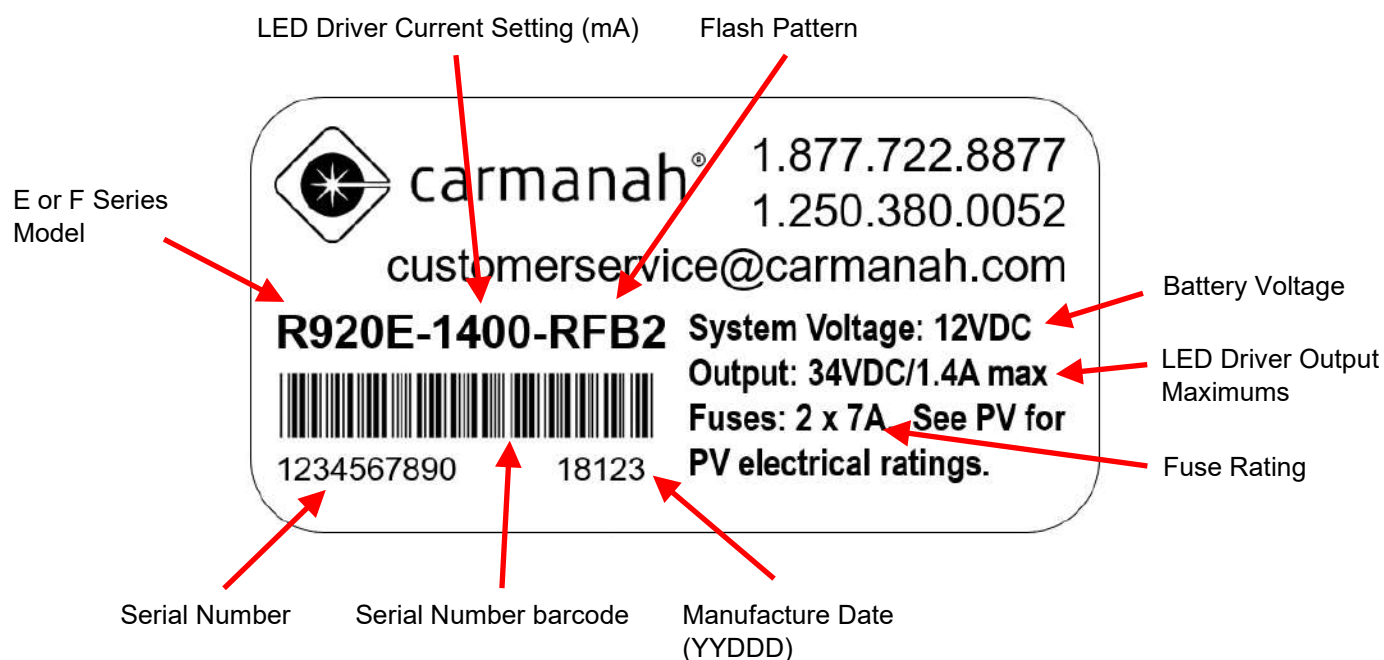 LED Driver Current Setting (mA)
Flash Pattern
carmanah®
1.877.722.8877
1.250.380.0052
customerservice@carmanah.com
E or F Series
Model
R920E-1400-RFB2
System Voltage: 12VDC
Output: 34VDC/1.4A max
Fuses: 2 x 7A. See PV for
PV electrical ratings.
1234567890
18123
Battery Voltage
LED Driver Output
Maximums
Fuse Rating
Serial Number
Serial Number barcode
Manufacture Date
(YYDDD)